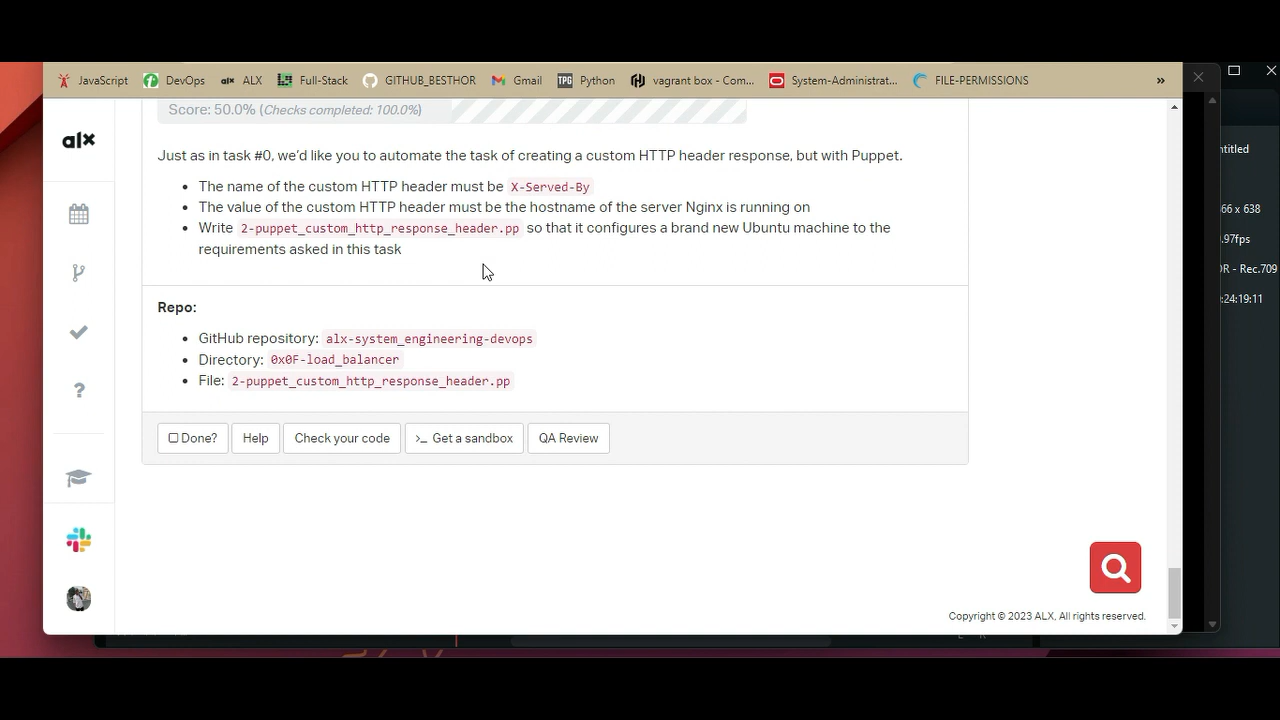 JavaScript DevOps alx ALX Full-Stack GITHUB_BESTHOR Gmail TPG Python vagrant box - Com... System-Administrat... FILE-PERMISSIONS »
alx
Score: 50.0% (Checks completed: 100.0%)
ntitled
Just as in task #0, we'd like you to automate the task of creating a custom HTTP header response, but with Puppet.
• The name of the custom HTTP header must be X-Served-By
• The value of the custom HTTP header must be the hostname of the server Nginx is running on
66 x 638
• Write 2-puppet_custom_http_response_header.pp so that it configures a brand new Ubuntu machine to the
.97fps
requirements asked in this task
DR - Rec.709
:24:19:11
Repo:
• GitHub repository: alx-system_engineering-devops
• Directory: 0x0F-load_balancer
• File: 2-puppet_custom_http_response_header.pp
Done? Help Check your code >_ Get a sandbox QA Review
?
Copyright © 2023 ALX, All rights reserved.